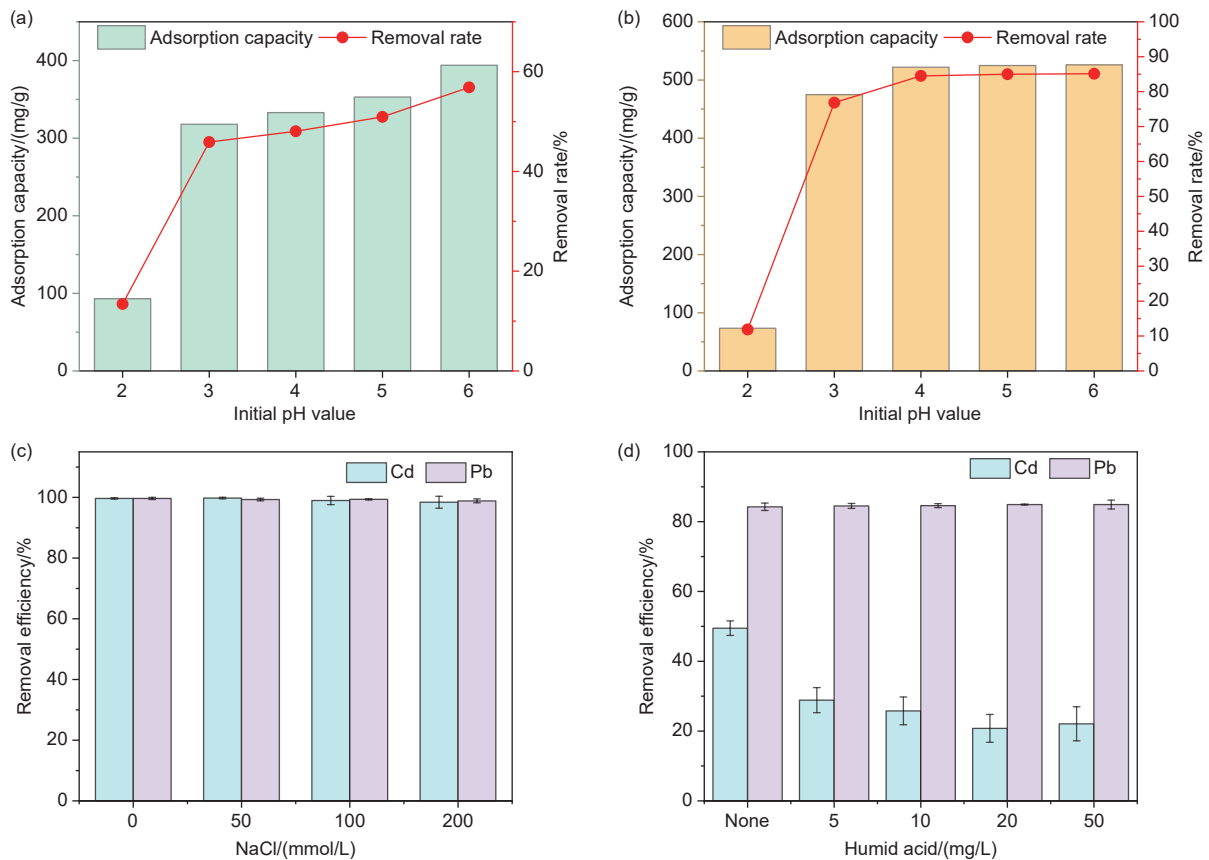 (a)
Adsorption capacity
Removal rate
400
300
200
100
0
Adsorption capacity/(mg/g)
60
40
20
0
Removal rate/%
2 3 4 5 6
Initial pH value
(b)
Adsorption capacity
Removal rate
600
500
400
300
200
100
0
Adsorption capacity/(mg/g)
100
90
80
70
60
50
40
30
20
10
0
Removal rate/%
2 3 4 5 6
Initial pH value
(c)
Cd Pb
100
80
60
40
20
0
Removal efficiency/%
0 50 100 200
NaCl/(mmol/L)
(d)
Cd Pb
100
80
60
40
20
0
Removal efficiency/%
None 5 10 20 50
Humid acid/(mg/L)